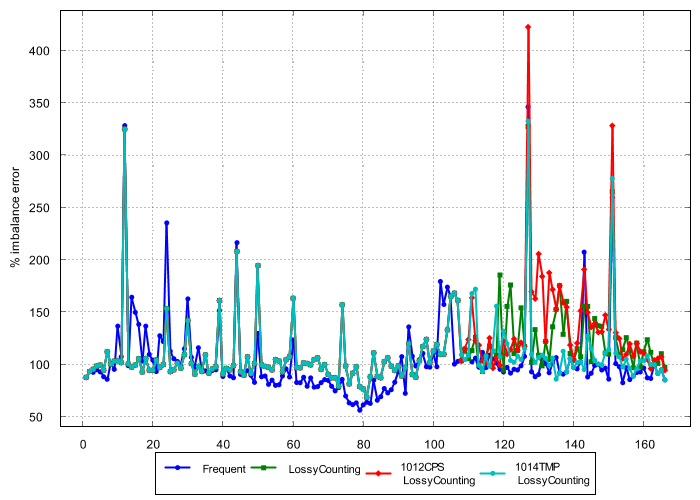 400
350
300
250
200
150
100
50
% imbalance error
0 20 40 60 80 100 120 140 160
Frequent LossyCounting 1012CPS 1014TMP
LossyCounting LossyCounting